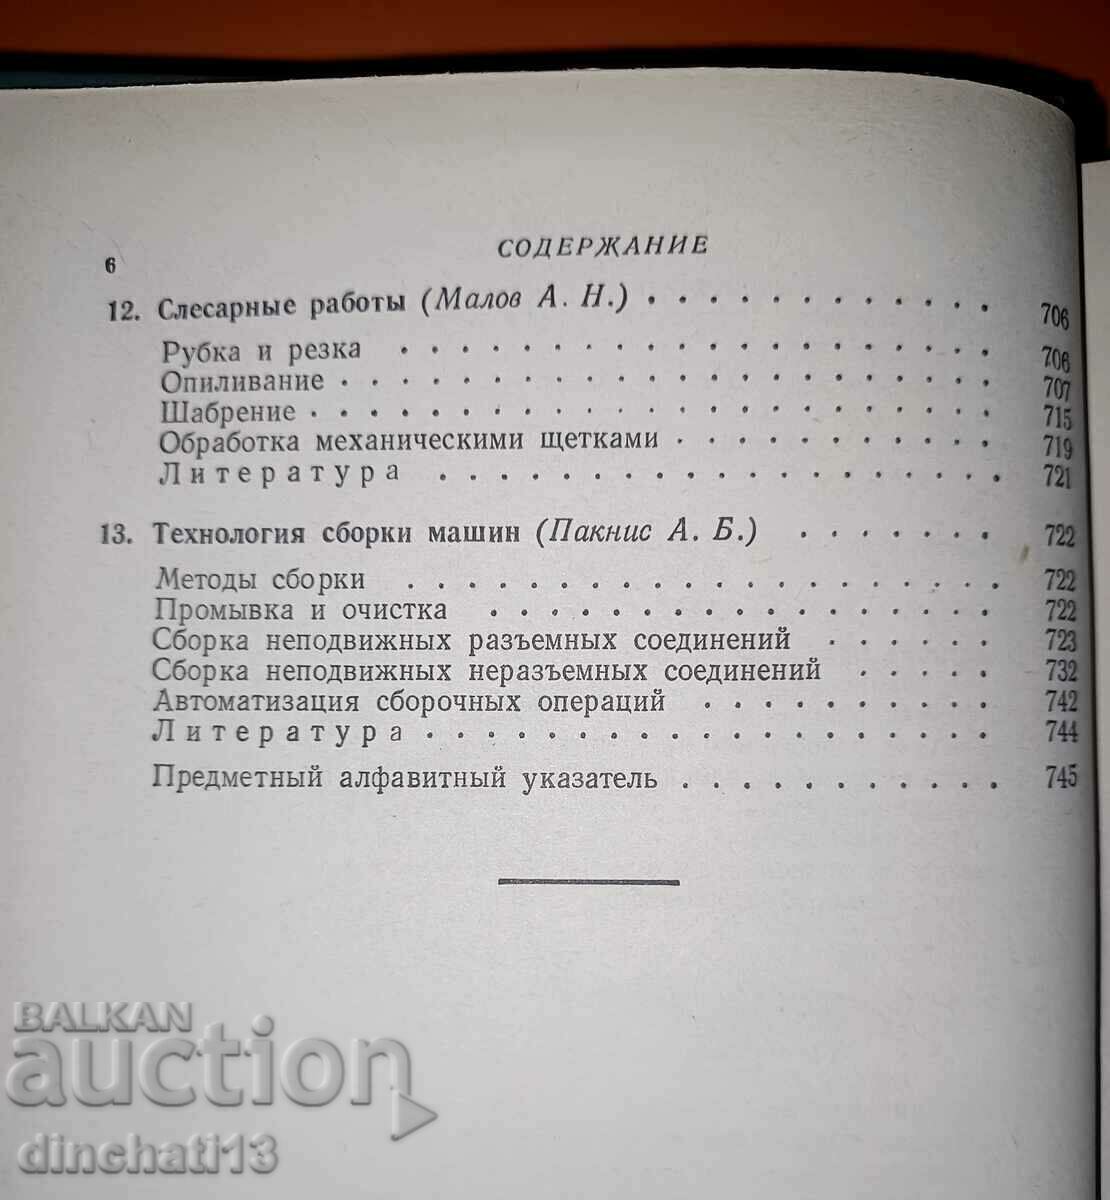 6
СОДЕРЖАНИЕ
12. Слесарные работы (Малов А. Н.) . . . . . . . . . . . . 706
Рубка и резка . . . . . . . . . . . . . . . . . . . . 706
Опиливание . . . . . . . . . . . . . . . . . . . . . . 707
Шабрение . . . . . . . . . . . . . . . . . . . . . . . 715
Обработка механическими щетками . . . . . . . . . . . 719
Литература . . . . . . . . . . . . . . . . . . . 721
13. Технология сборки машин (Пакнис А. Б.) . . . . . . . 722
Методы сборки . . . . . . . . . . . . . . . . . . . . 722
Промывка и очистка . . . . . . . . . . . . . . . . . 722
Сборка неподвижных разъемных соединений . . . . . . 723
Сборка неподвижных неразъемных соединений . . . . . 732
Автоматизация сборочных операций . . . . . . . . . . 742
Литература . . . . . . . . . . . . . . . . . . . 744
Предметный алфавитный указатель . . . . . . . . . . . 745
BALKAN
auction
dinchati13